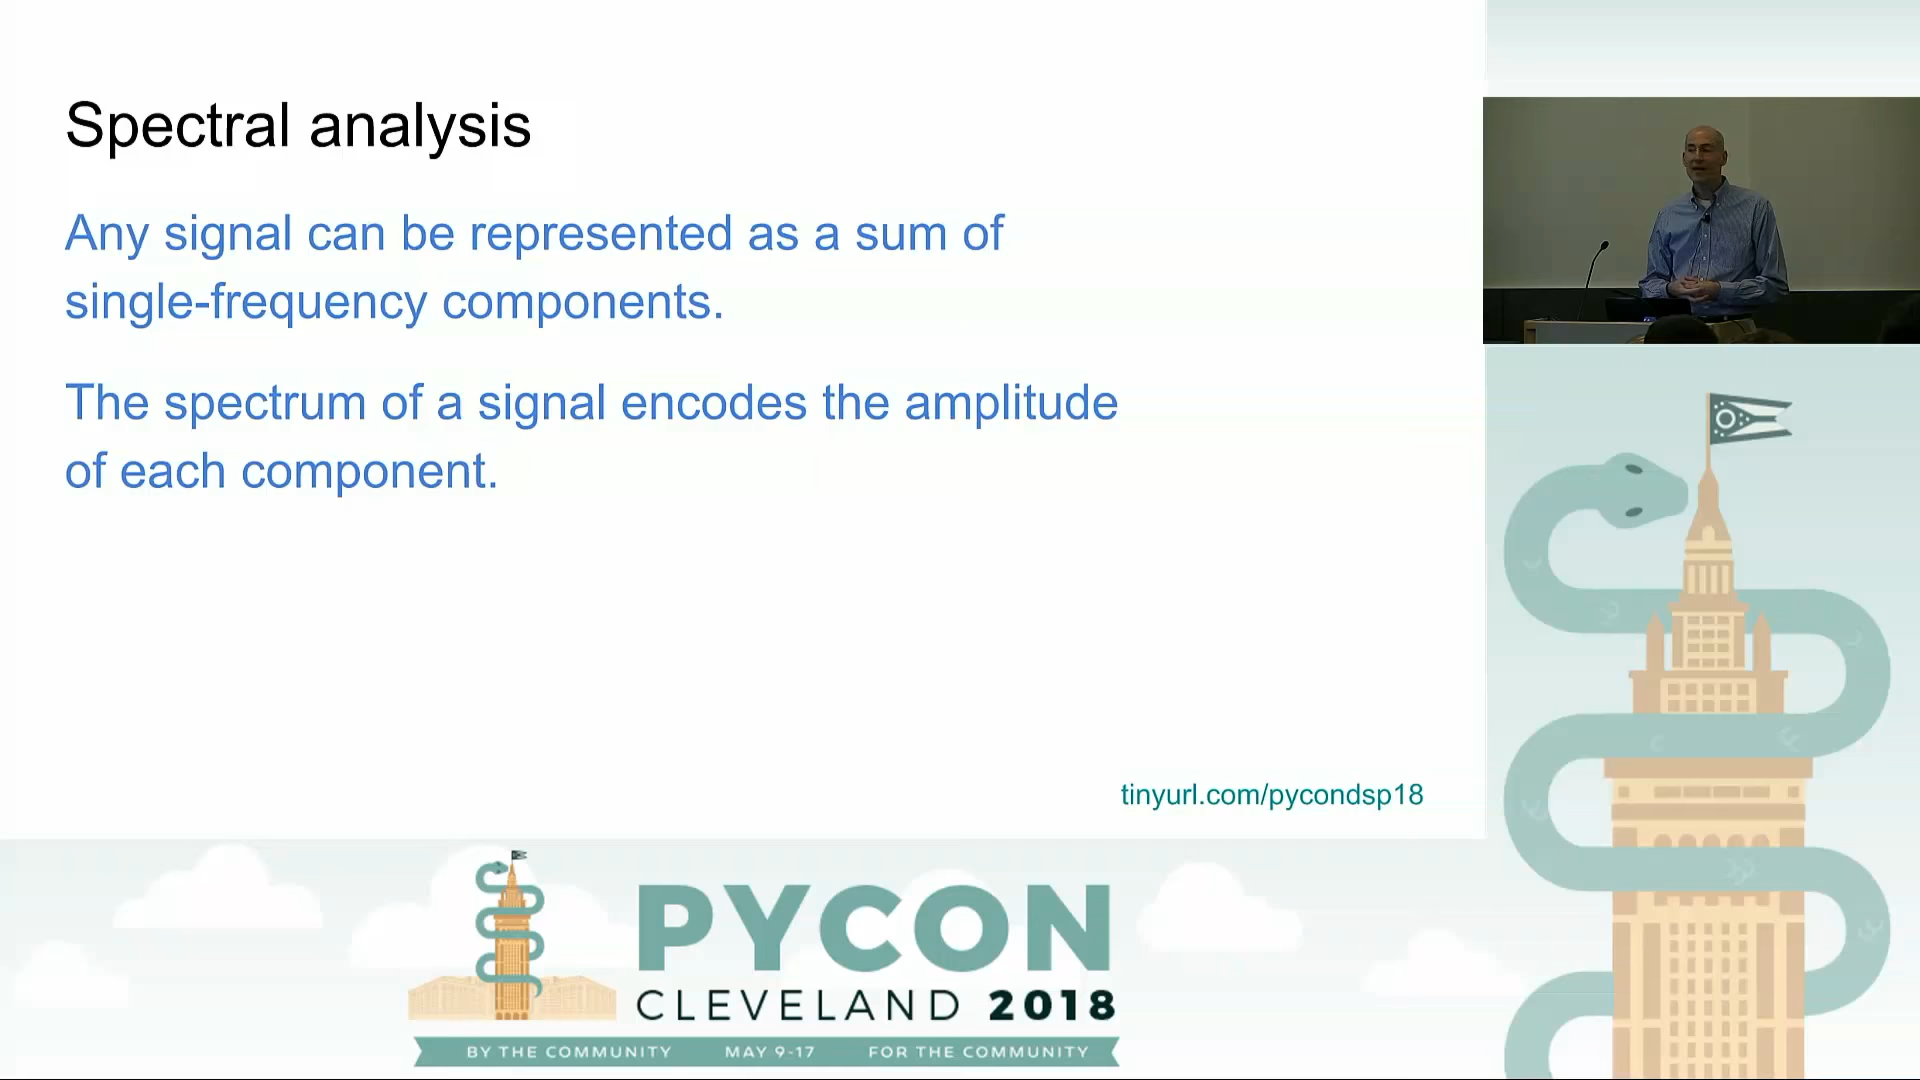 Spectral analysis
Any signal can be represented as a sum of
single-frequency components.
The spectrum of a signal encodes the amplitude
of each component.
tinyurl.com/pycondsp18
PYCON
CLEVELAND 2018
BY THE COMMUNITY MAY 9-17 FOR THE COMMUNITY